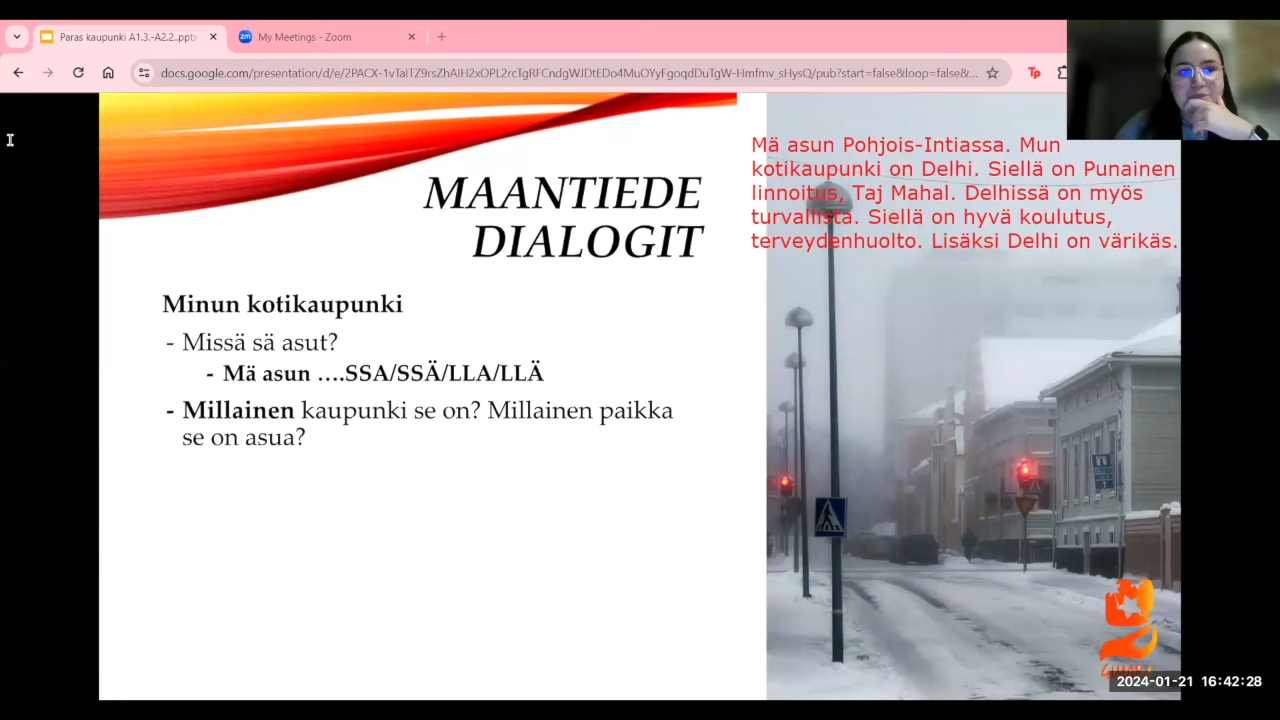 Paras kaupunki A1.3.-A2.2..pptx
My Meetings - Zoom
docs.google.com/presentation/d/e/2PACX-1vTaITZ9rsZhAIH2xOPL2rcTgRFCndgWJDtEDo4MuOYyFgoqdDuTgW-Hmfmv_sHysQ/pub?start=false&loop=false&...
Tp
MAANTIEDE
DIALOGIT
Minun kotikaupunki
- Missä sä asut?
- Mä asun ….SSA/SSÄ/LLA/LLÄ
- Millainen kaupunki se on? Millainen paikka
se on asua?
Mä asun Pohjois-Intiassa. Mun
kotikaupunki on Delhi. Siellä on Punainen
linnoitus, Taj Mahal. Delhissä on myös
turvallista. Siellä on hyvä koulutus,
terveydenhuolto. Lisäksi Delhi on värikäs.
2024-01-21 16:42:28